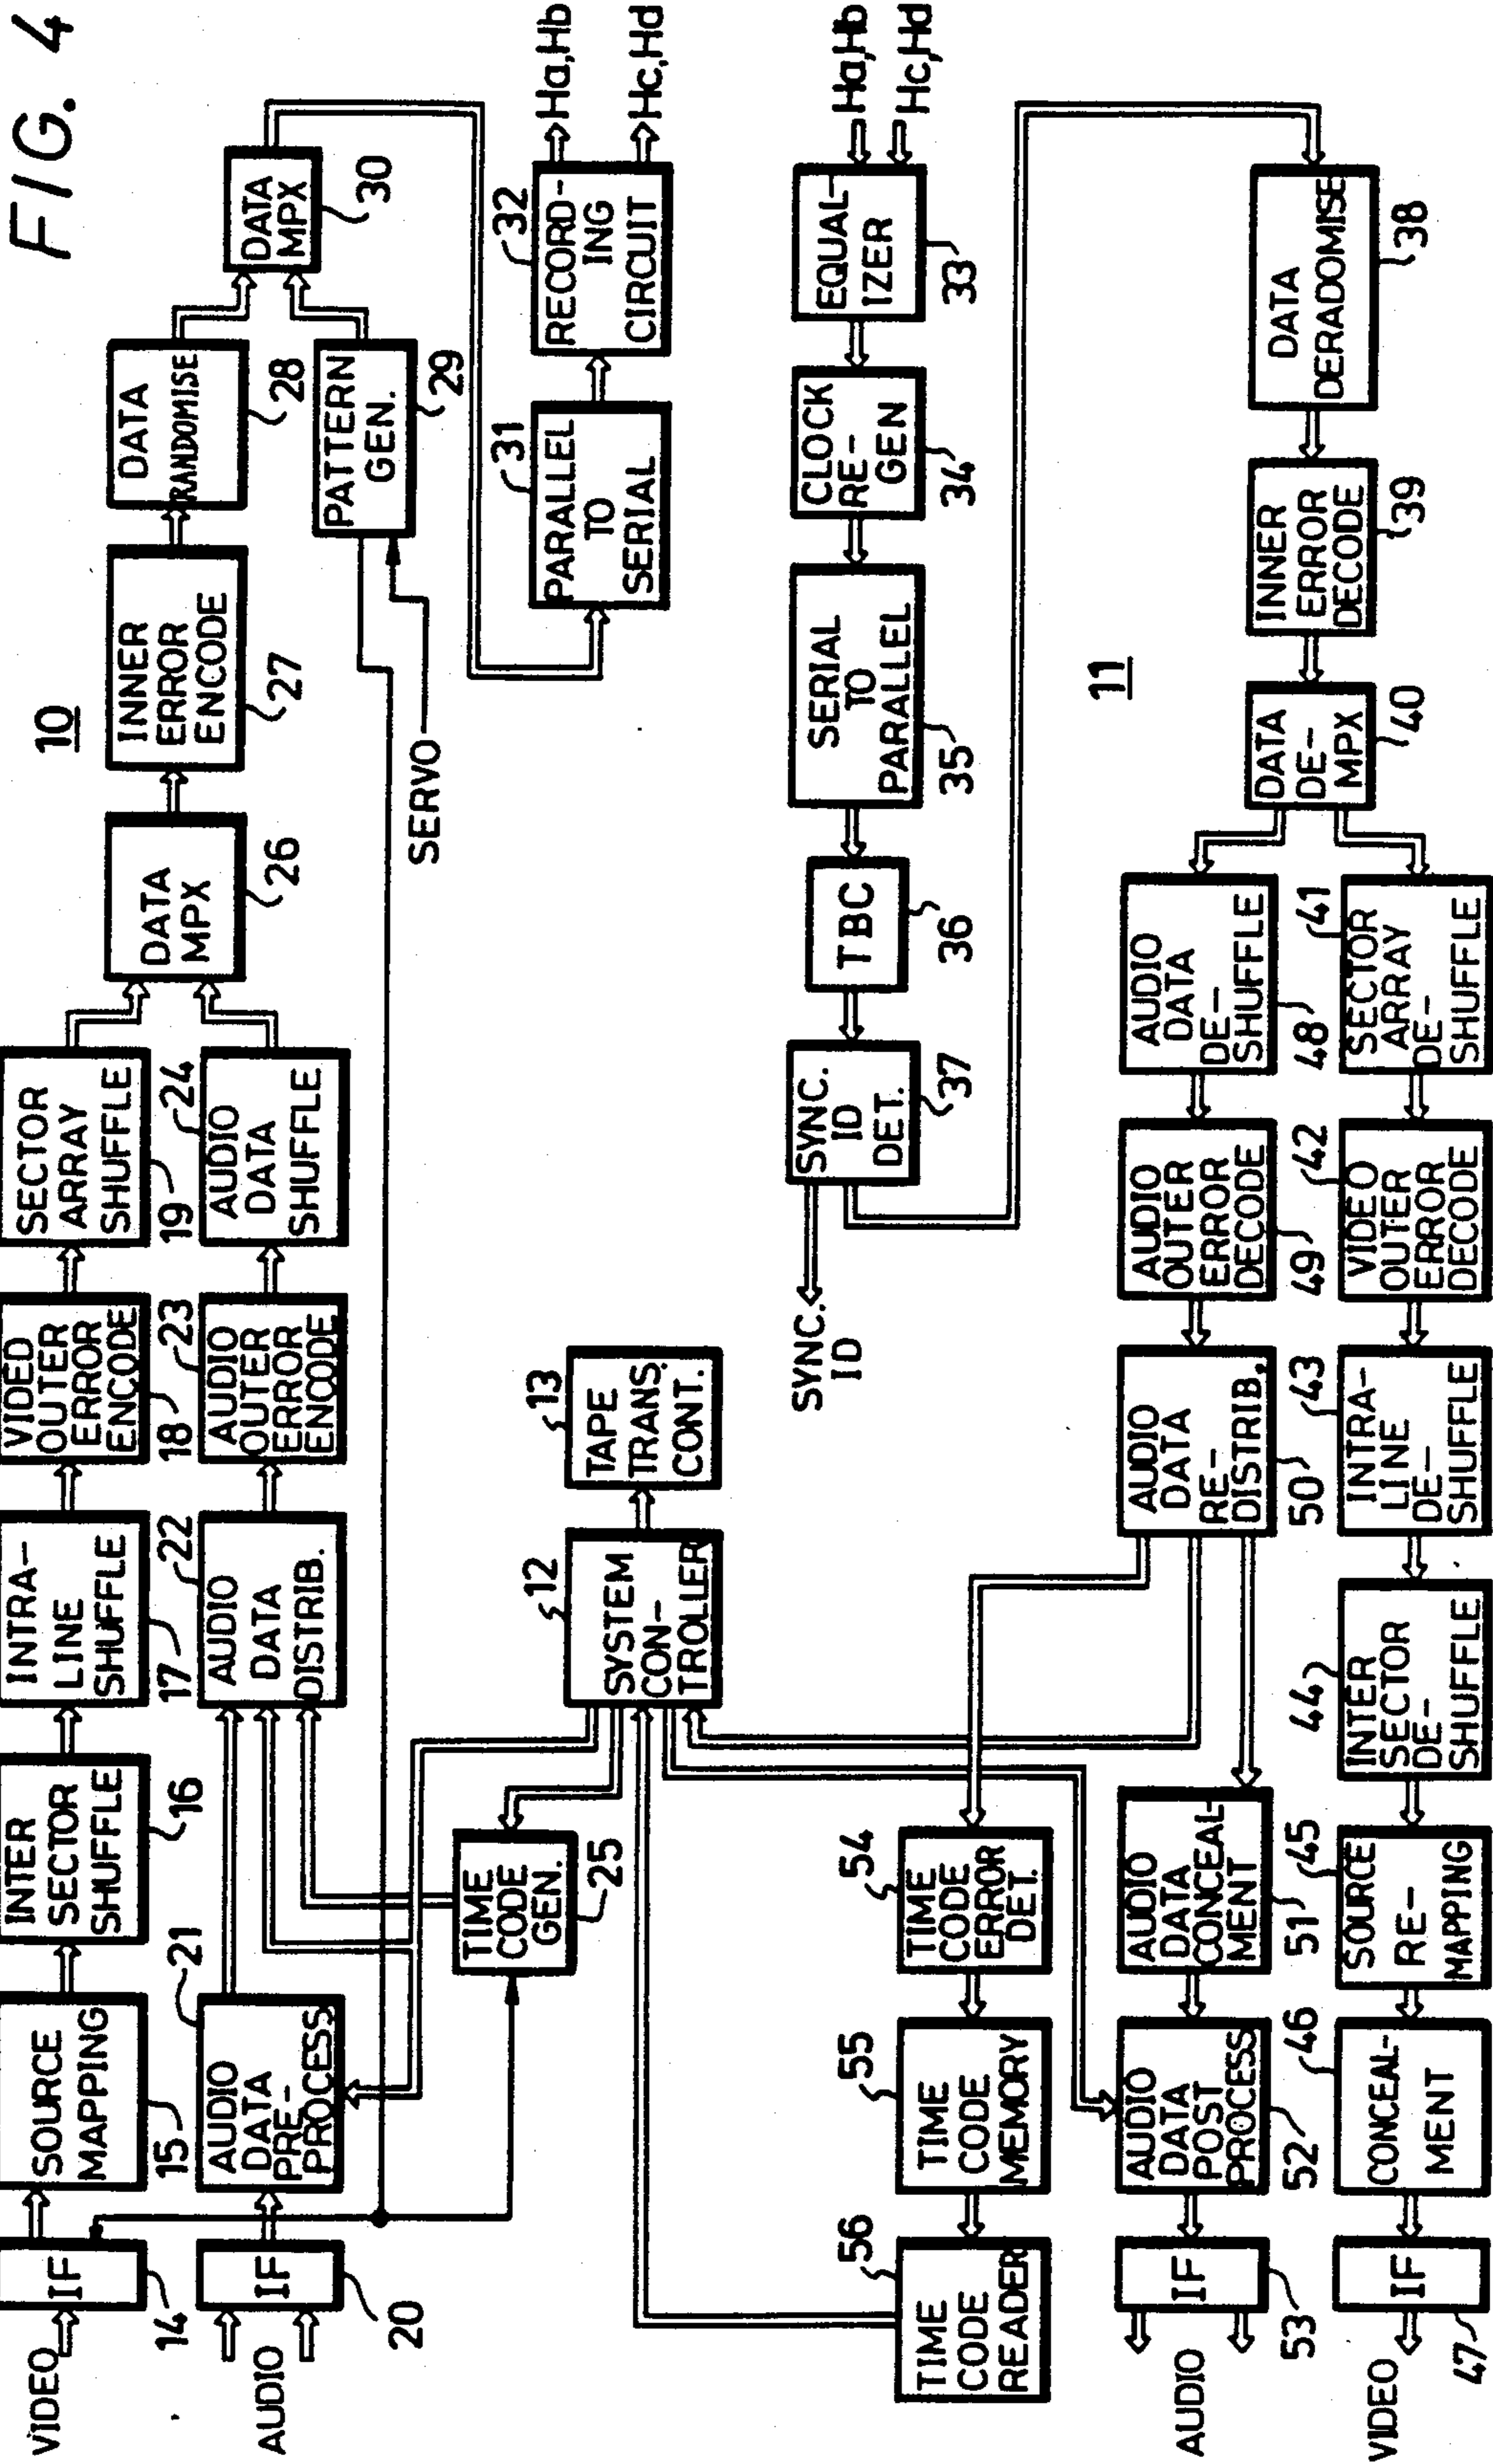 FIG. 4
10
VIDEO
IF
14
SOURCE
MAPPING
15
INTER
SECTOR
SHUFFLE
16
INTRA-
LINE
SHUFFLE
17
VIDEO
OUTER
ERROR
ENCODE
18
SECTOR
ARRAY
SHUFFLE
19
AUDIO
IF
20
AUDIO
DATA
PRE-
PROCESS
21
AUDIO
DATA
DISTRIB.
22
AUDIO
OUTER
ERROR
ENCODE
23
AUDIO
DATA
SHUFFLE
24
TIME
CODE
GEN.
25
DATA
MPX
26
INNER
ERROR
ENCODE
27
DATA
RANDOMISE
28
PATTERN
GEN.
29
SERVO
DATA
MPX
30
PARALLEL
TO
SERIAL
31
RECORD-
ING
CIRCUIT
32
Ha,Hb
Hc,Hd
SYSTEM
CON-
TROLLER
12
TAPE
TRANS.
CONT.
13
Ha,Hb
Hc,Hd
EQUAL-
IZER
33
CLOCK
RE-
GEN
34
SERIAL
TO
PARALLEL
35
TBC
36
SYNC.
ID
DET.
37
SYNC.
ID
11
DATA
DERADOMISE
38
INNER
ERROR
DECODE
39
DATA
DE-
MPX
40
SECTOR
ARRAY
DE-
SHUFFLE
41
VIDEO
OUTER
ERROR
DECODE
42
INTRA-
LINE
DE-
SHUFFLE
43
INTER
SECTOR
DE-
SHUFFLE
44
SOURCE
RE-
MAPPING
45
CONCEAL-
MENT
46
IF
47
VIDEO
AUDIO
DATA
DE-
SHUFFLE
48
AUDIO
OUTER
ERROR
DECODE
49
AUDIO
DATA
RE-
DISTRIB.
50
AUDIO
DATA
CONCEAL-
MENT
51
AUDIO
DATA
POST
PROCESS
52
IF
53
AUDIO
TIME
CODE
ERROR
DET.
54
TIME
CODE
MEMORY
55
TIME
CODE
READER
56